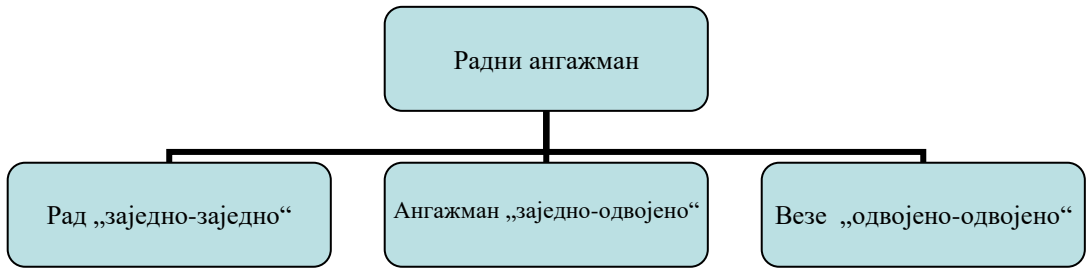 Радни ангажман
Рад „заједно-заједно“
Ангажман „заједно-одвојено“
Везе „одвојено-одвојено“